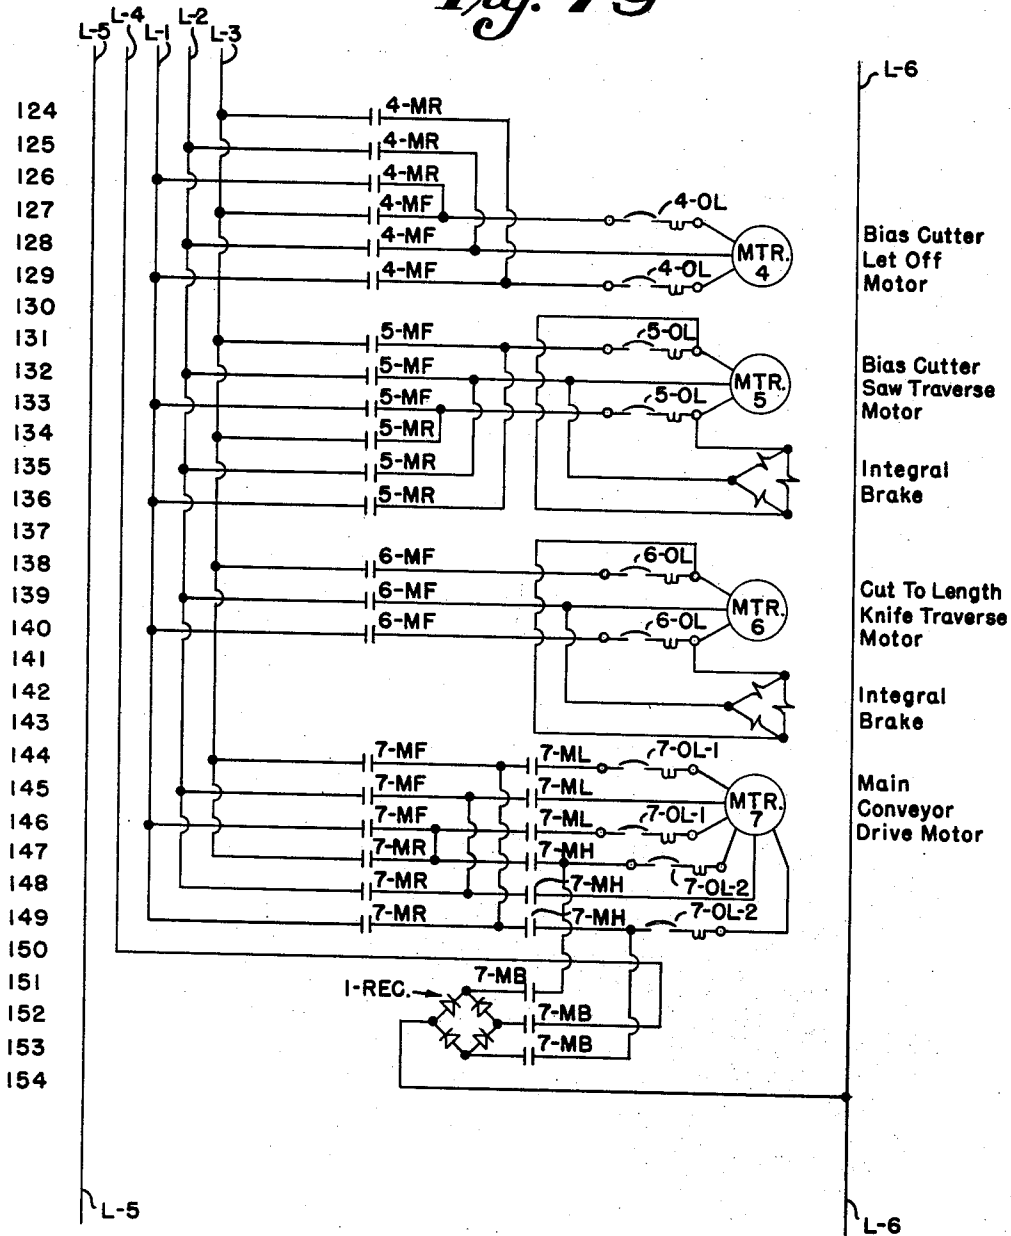 Fig. 79
L-5 L-4 L-1 L-2 L-3 L-6
124 4-MR
125 4-MR
126 4-MR
127 4-MF 4-OL
128 4-MF MTR. 4 Bias Cutter
129 4-MF 4-OL Let Off
Motor
130
131 5-MF 5-OL
132 5-MF MTR. 5 Bias Cutter
133 5-MF 5-OL Saw Traverse
Motor
134 5-MR
135 5-MR Integral
136 5-MR Brake
137
138 6-MF 6-OL
139 6-MF MTR. 6 Cut To Length
140 6-MF 6-OL Knife Traverse
Motor
141
142 Integral
143 Brake
144 7-MF 7-ML 7-OL-1
145 7-MF 7-ML MTR. 7 Main
146 7-MF 7-ML 7-OL-1 Conveyor
Drive Motor
147 7-MR 7-MH
148 7-MR 7-MH 7-OL-2
149 7-MR 7-MH 7-OL-2
150
151 1-REC. 7-MB
152 7-MB
153 7-MB
154
L-5 L-6